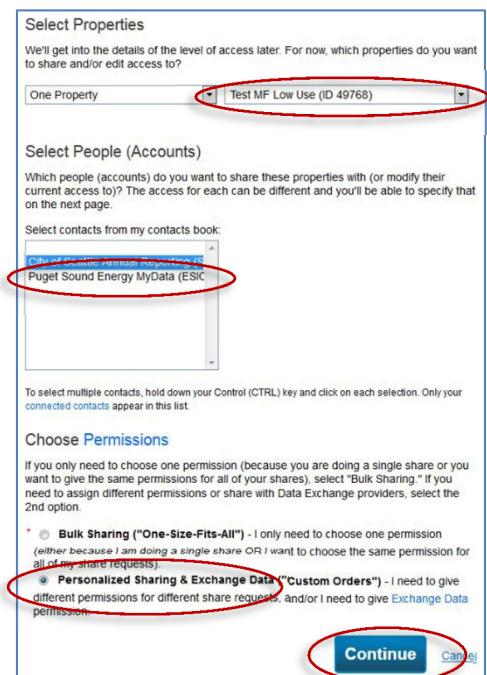 Select Properties
We'll get into the details of the level of access later. For now, which properties do you want
to share and/or edit access to?
One Property
Test MF Low Use (ID 49768)
Select People (Accounts)
Which people (accounts) do you want to share these properties with (or modify their
current access to)? The access for each can be different and you'll be able to specify that
on the next page.
Select contacts from my contacts book:
City of Seattle Annual Reporting (S
Puget Sound Energy MyData (ESIC
To select multiple contacts, hold down your Control (CTRL) key and click on each selection. Only your
connected contacts appear in this list.
Choose Permissions
If you only need to choose one permission (because you are doing a single share or you
want to give the same permissions for all of your shares), select "Bulk Sharing." If you
need to assign different permissions or share with Data Exchange providers, select the
2nd option.
* Bulk Sharing ("One-Size-Fits-All") - I only need to choose one permission
(either because I am doing a single share OR I want to choose the same permission for
all of my share requests).
Personalized Sharing & Exchange Data ("Custom Orders") - I need to give
different permissions for different share requests, and/or I need to give Exchange Data
permission.
Continue
Cancel